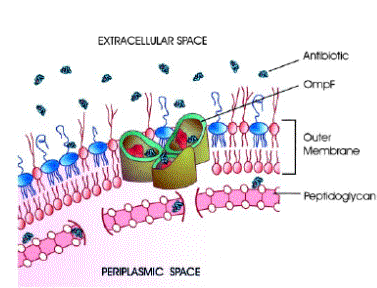 EXTRACELLULAR SPACE
Antibiotic
OmpF
Outer
Membrane
Peptidoglycan
PERIPLASMIC SPACE